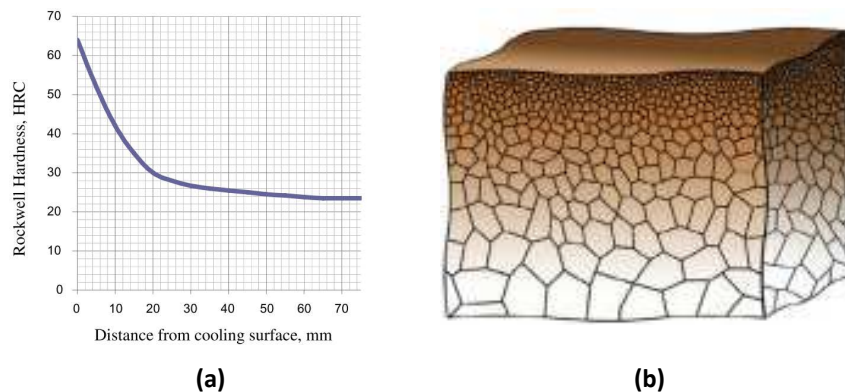 Rockwell Hardness, HRC
70
60
50
40
30
20
10
0
0 10 20 30 40 50 60 70
Distance from cooling surface, mm
(a)
(b)